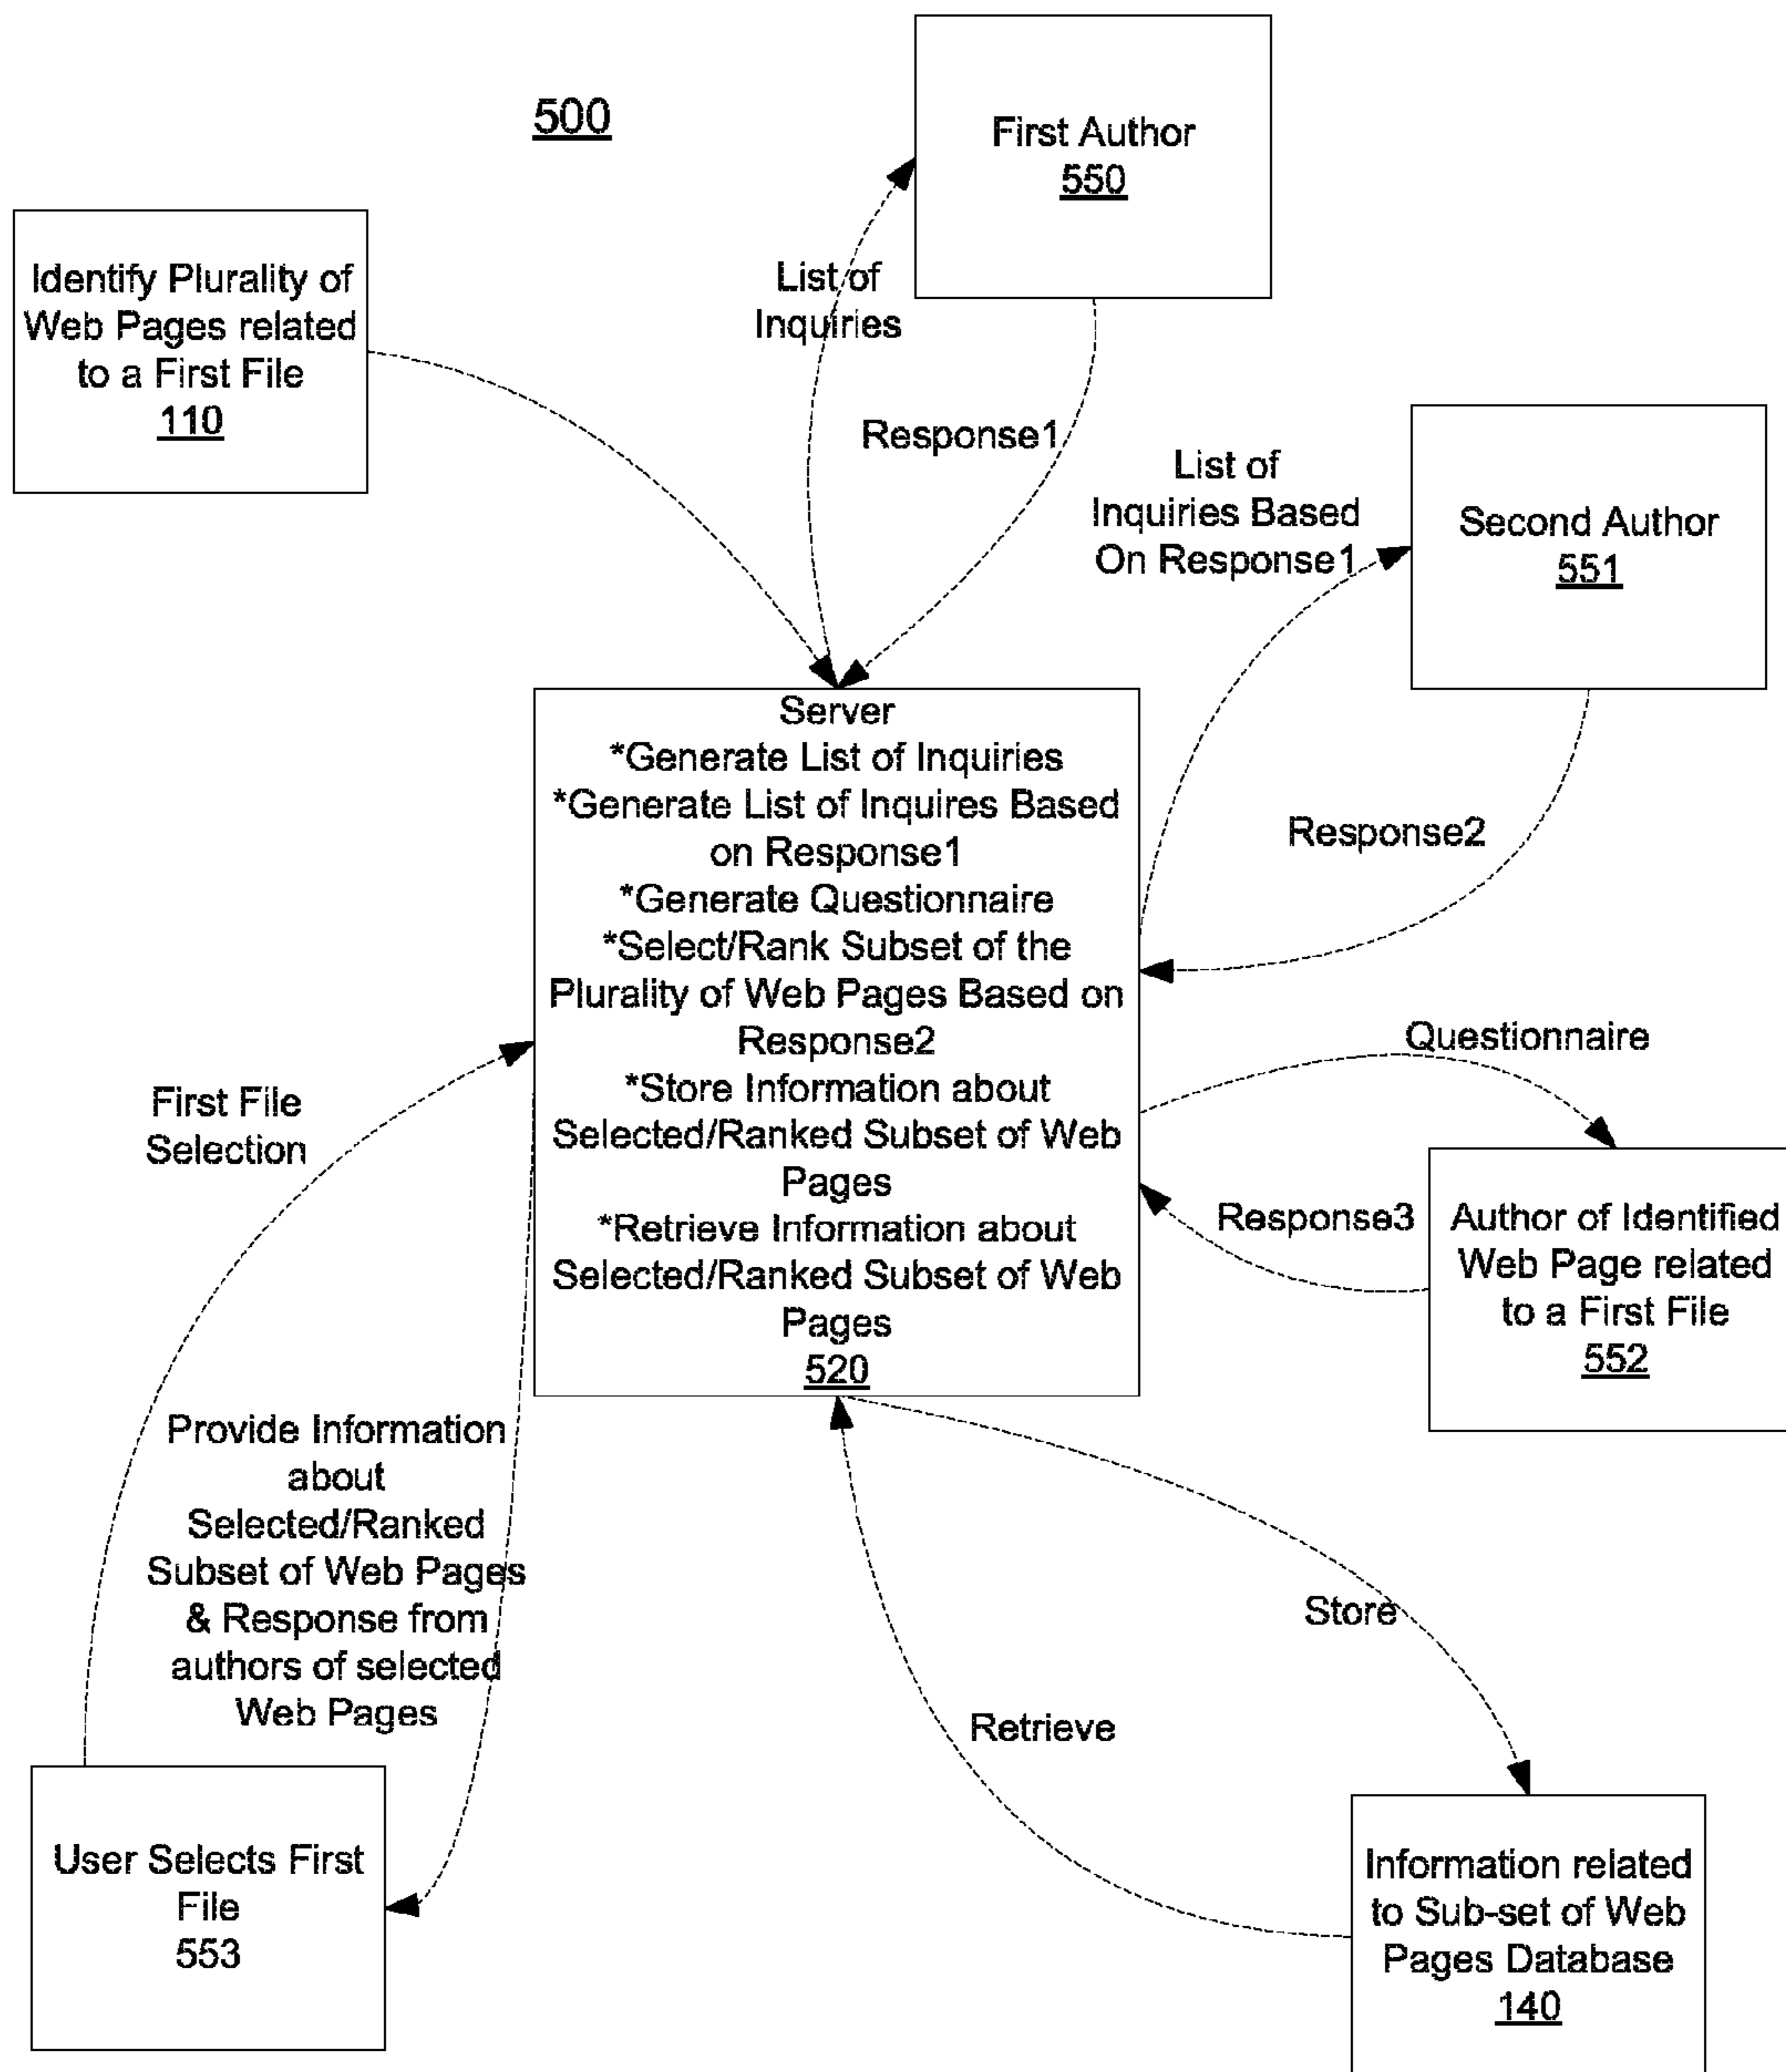 500
First Author
550
Identify Plurality of
Web Pages related
to a First File
110
List of
Inquiries
Response1
List of
Inquiries Based
On Response1
Second Author
551
Response2
Server
*Generate List of Inquiries
*Generate List of Inquires Based
on Response1
*Generate Questionnaire
*Select/Rank Subset of the
Plurality of Web Pages Based on
Response2
*Store Information about
Selected/Ranked Subset of Web
Pages
*Retrieve Information about
Selected/Ranked Subset of Web
Pages
520
Questionnaire
Response3
Author of Identified
Web Page related
to a First File
552
First File
Selection
Provide Information
about
Selected/Ranked
Subset of Web Pages
& Response from
authors of selected
Web Pages
Store
Retrieve
User Selects First
File
553
Information related
to Sub-set of Web
Pages Database
140